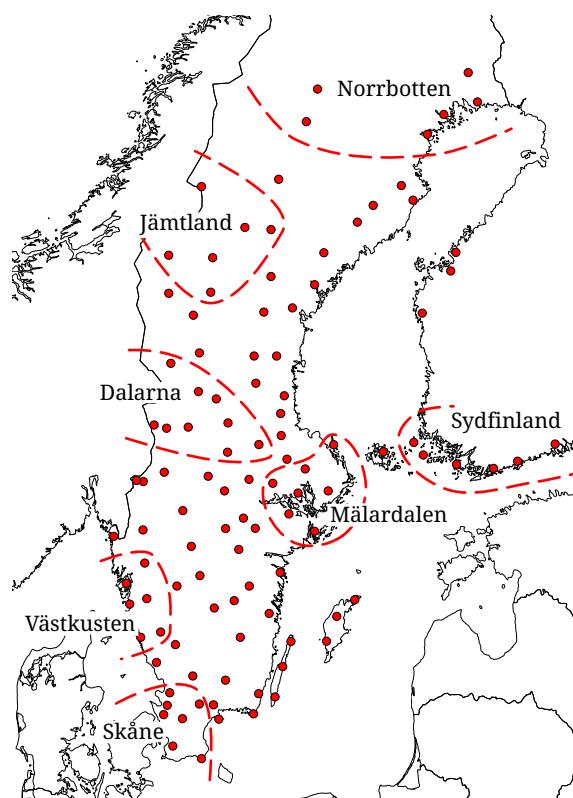 Norrbotten
Jämtland
Dalarna
Sydfinland
Mälardalen
Västkusten
Skåne